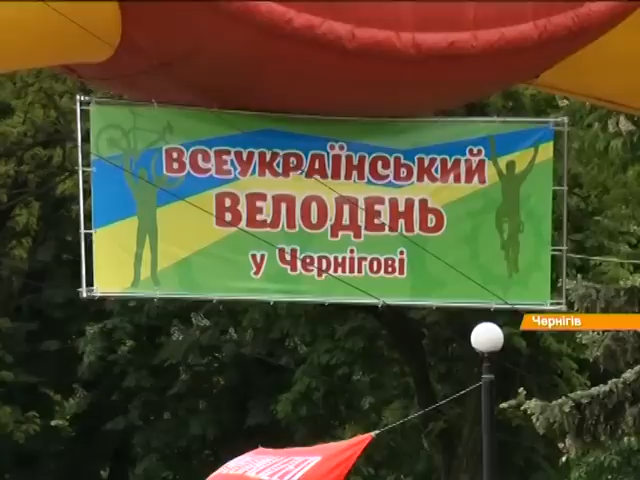 ВСЕУКРАЇНСЬКИЙ
ВЕЛОДЕНЬ
у Чернігові
Чернігів